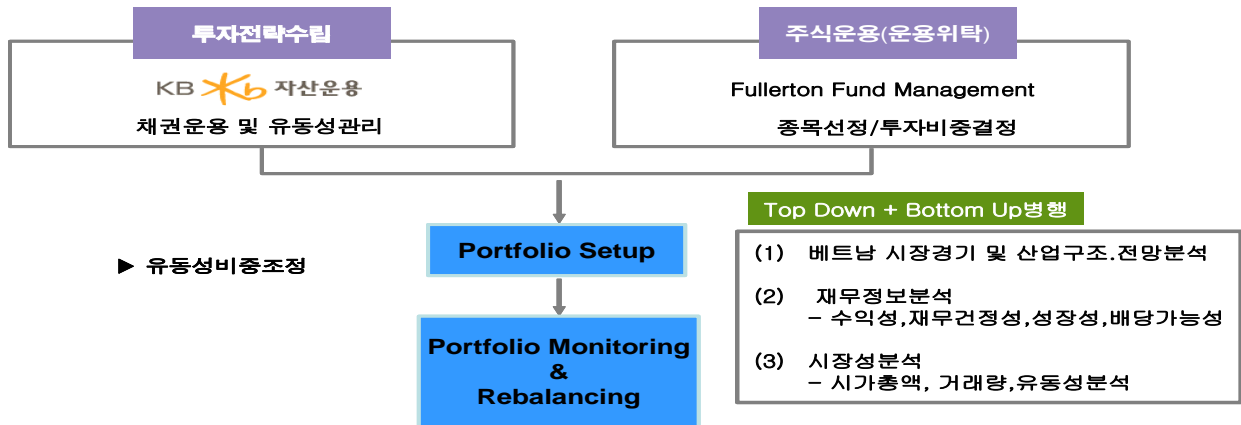 투자전략수립
KB Kb 자산운용
채권운용 및 유동성관리
주식운용(운용위탁)
Fullerton Fund Management
종목선정/투자비중결정
Portfolio Setup
▶ 유동성비중조정
Portfolio Monitoring
&
Rebalancing
Top Down + Bottom Up병행
(1) 베트남 시장경기 및 산업구조.전망분석
(2) 재무정보분석
– 수익성,재무건정성,성장성,배당가능성
(3) 시장성분석
– 시가총액, 거래량,유동성분석